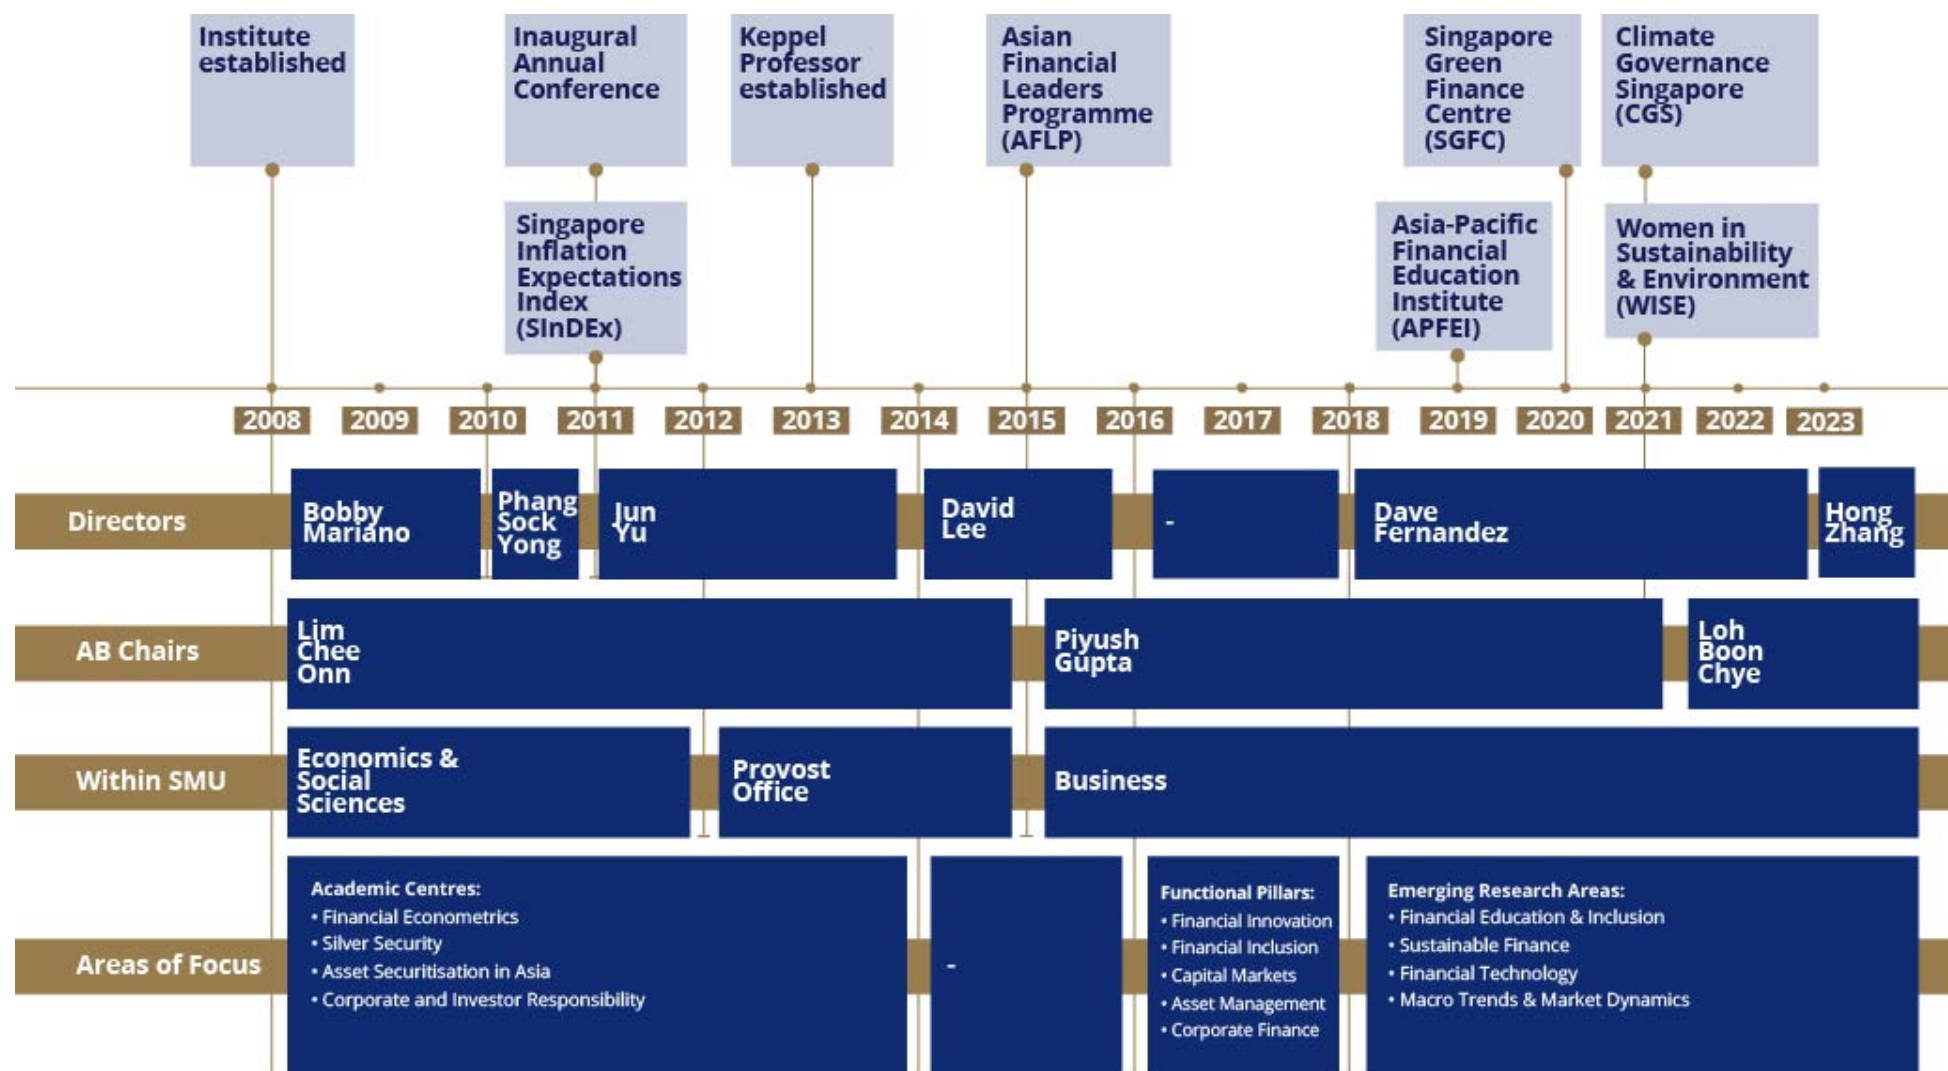 Institute
established
Inaugural
Annual
Conference
Keppel
Professor
established
Asian
Financial
Leaders
Programme
(AFLP)
Singapore
Green
Finance
Centre
(SGFC)
Climate
Governance
Singapore
(CGS)
Singapore
Inflation
Expectations
Index
(SInDEx)
Asia-Pacific
Financial
Education
Institute
(APFEI)
Women in
Sustainability
& Environment
(WISE)
2008 2009 2010 2011 2012 2013 2014 2015 2016 2017 2018 2019 2020 2021 2022 2023
Directors
Bobby
Mariano
Phang
Sock
Yong
Jun
Yu
David
Lee
-
Dave
Fernandez
Hong
Zhang
AB Chairs
Lim
Chee
Onn
Piyush
Gupta
Loh
Boon
Chye
Within SMU
Economics &
Social
Sciences
Provost
Office
Business
Areas of Focus
Academic Centres:
• Financial Econometrics
• Silver Security
• Asset Securitisation in Asia
• Corporate and Investor Responsibility
-
Functional Pillars:
• Financial Innovation
• Financial Inclusion
• Capital Markets
• Asset Management
• Corporate Finance
Emerging Research Areas:
• Financial Education & Inclusion
• Sustainable Finance
• Financial Technology
• Macro Trends & Market Dynamics